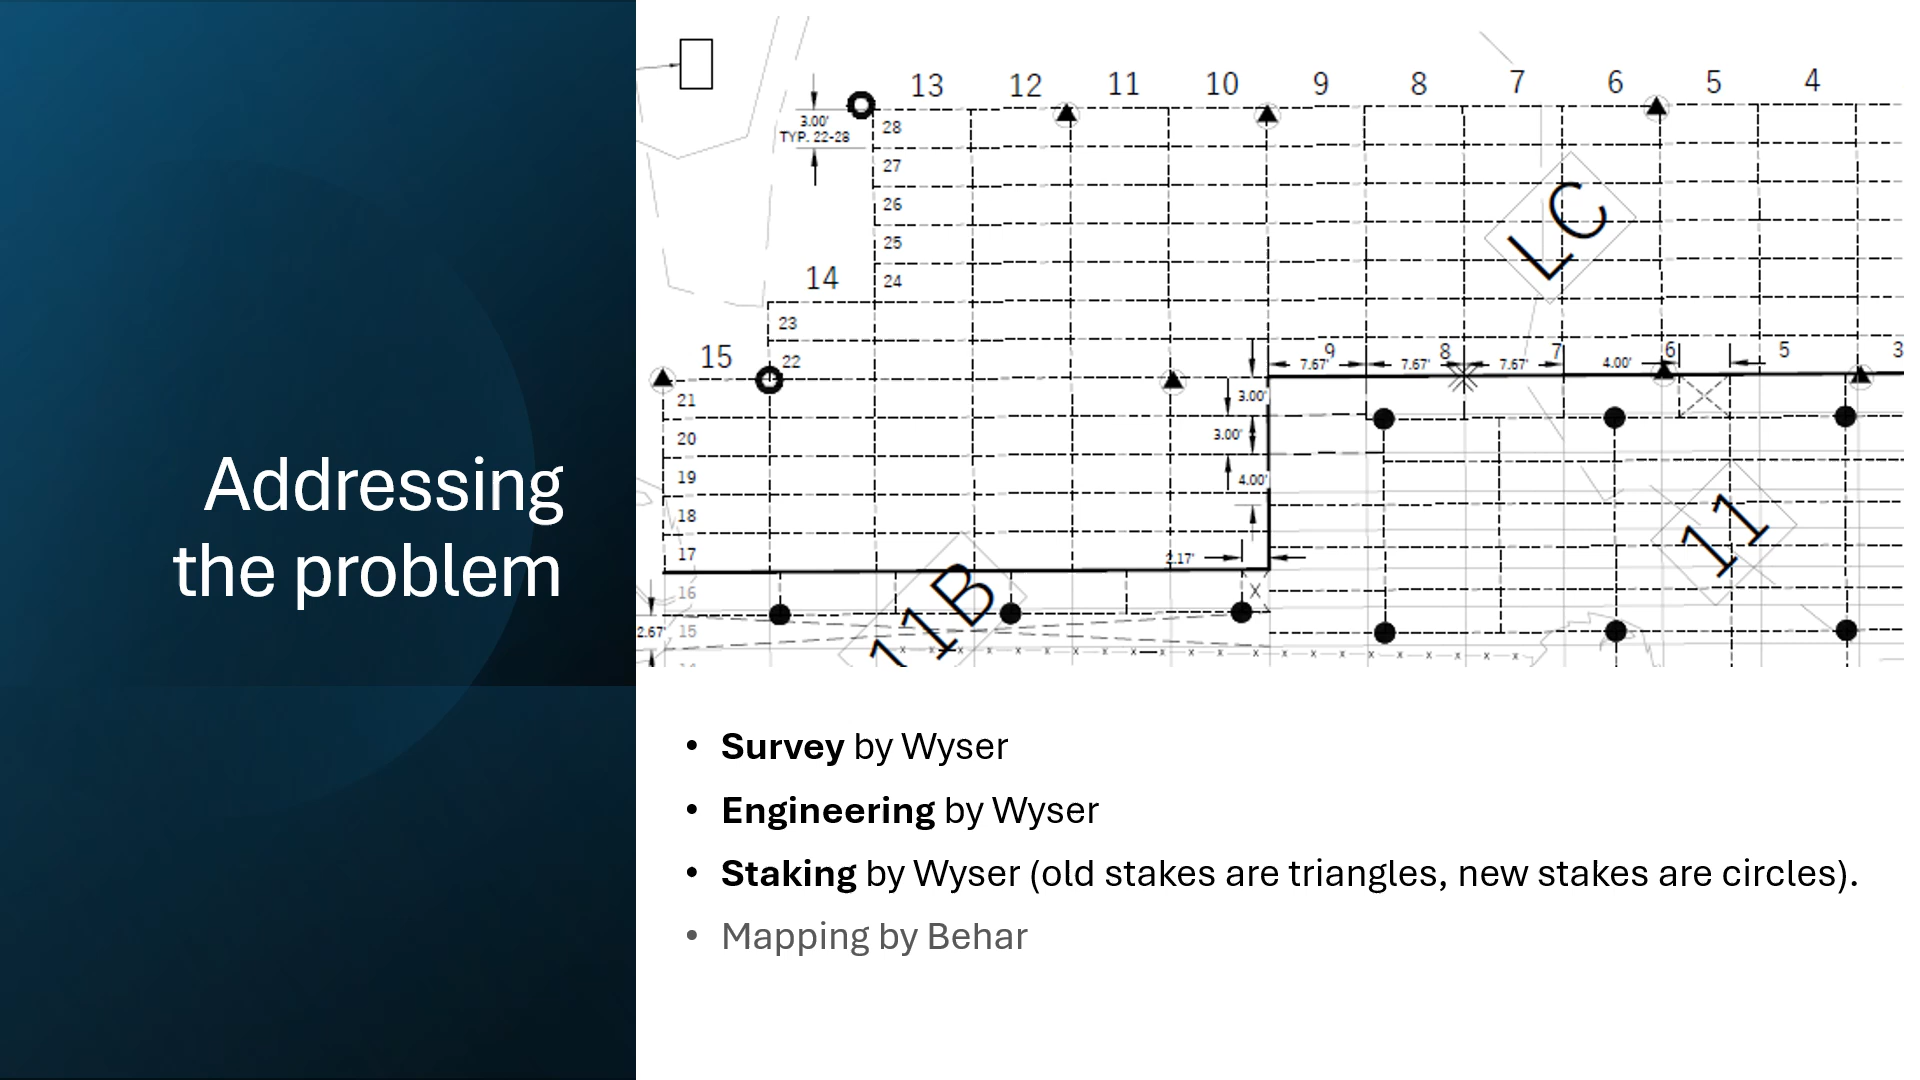 Addressing
the problem
13 12 11 10 9 8 7 6 5 4
3.00'
TYP. 22-28
28
27
26
25
24
14
23
22
15
21
20
19
18
17
16
15
2.67'
LC
9 8 7 6 5 3
7.67' 7.67' 7.67' 4.00'
3.00'
3.00'
4.00'
2.17'
X
11
11B
• Survey by Wyser
• Engineering by Wyser
• Staking by Wyser (old stakes are triangles, new stakes are circles).
• Mapping by Behar